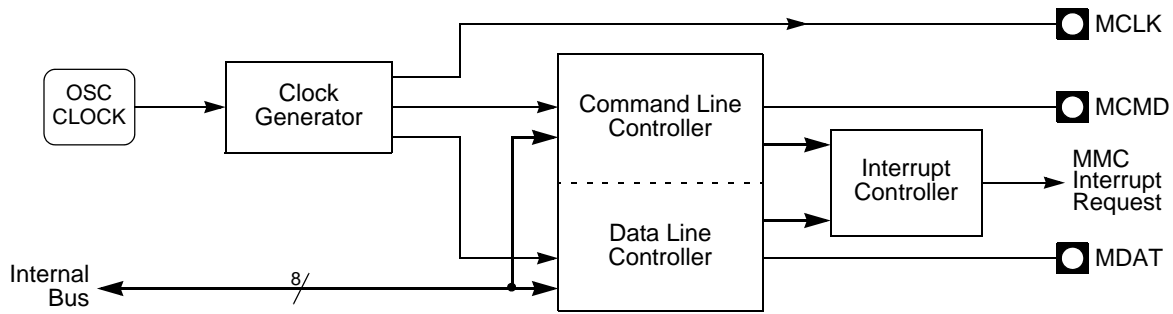 MCLK
OSC
CLOCK
Clock
Generator
Command Line
Controller
MCMD
Interrupt
Controller
MMC
Interrupt
Request
Data Line
Controller
MDAT
Internal
Bus
8